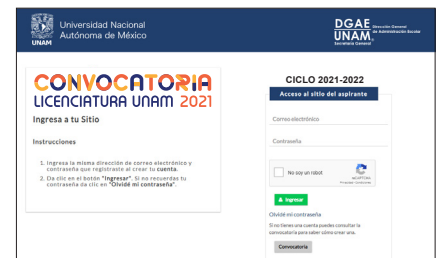 Universidad Nacional
Autónoma de México
UNAM
DGAE Dirección General
de Administración Escolar
UNAM
Secretaría General
CONVOCATORIA
LICENCIATURA UNAM 2021
Ingresa a tu Sitio
Instrucciones
1. Ingresa la misma dirección de correo electrónico y
contraseña que registraste al crear tu cuenta.
2. Da clic en el botón "Ingresar". Si no recuerdas tu
contraseña da clic en "Olvidé mi contraseña".
CICLO 2021-2022
Acceso al sitio del aspirante
Correo electrónico
Contraseña
No soy un robot
reCAPTCHA
Ingresar
Olvidé mi contraseña
Si no tienes una cuenta puedes consultar la
convocatoria para saber cómo crear una.
Convocatoria